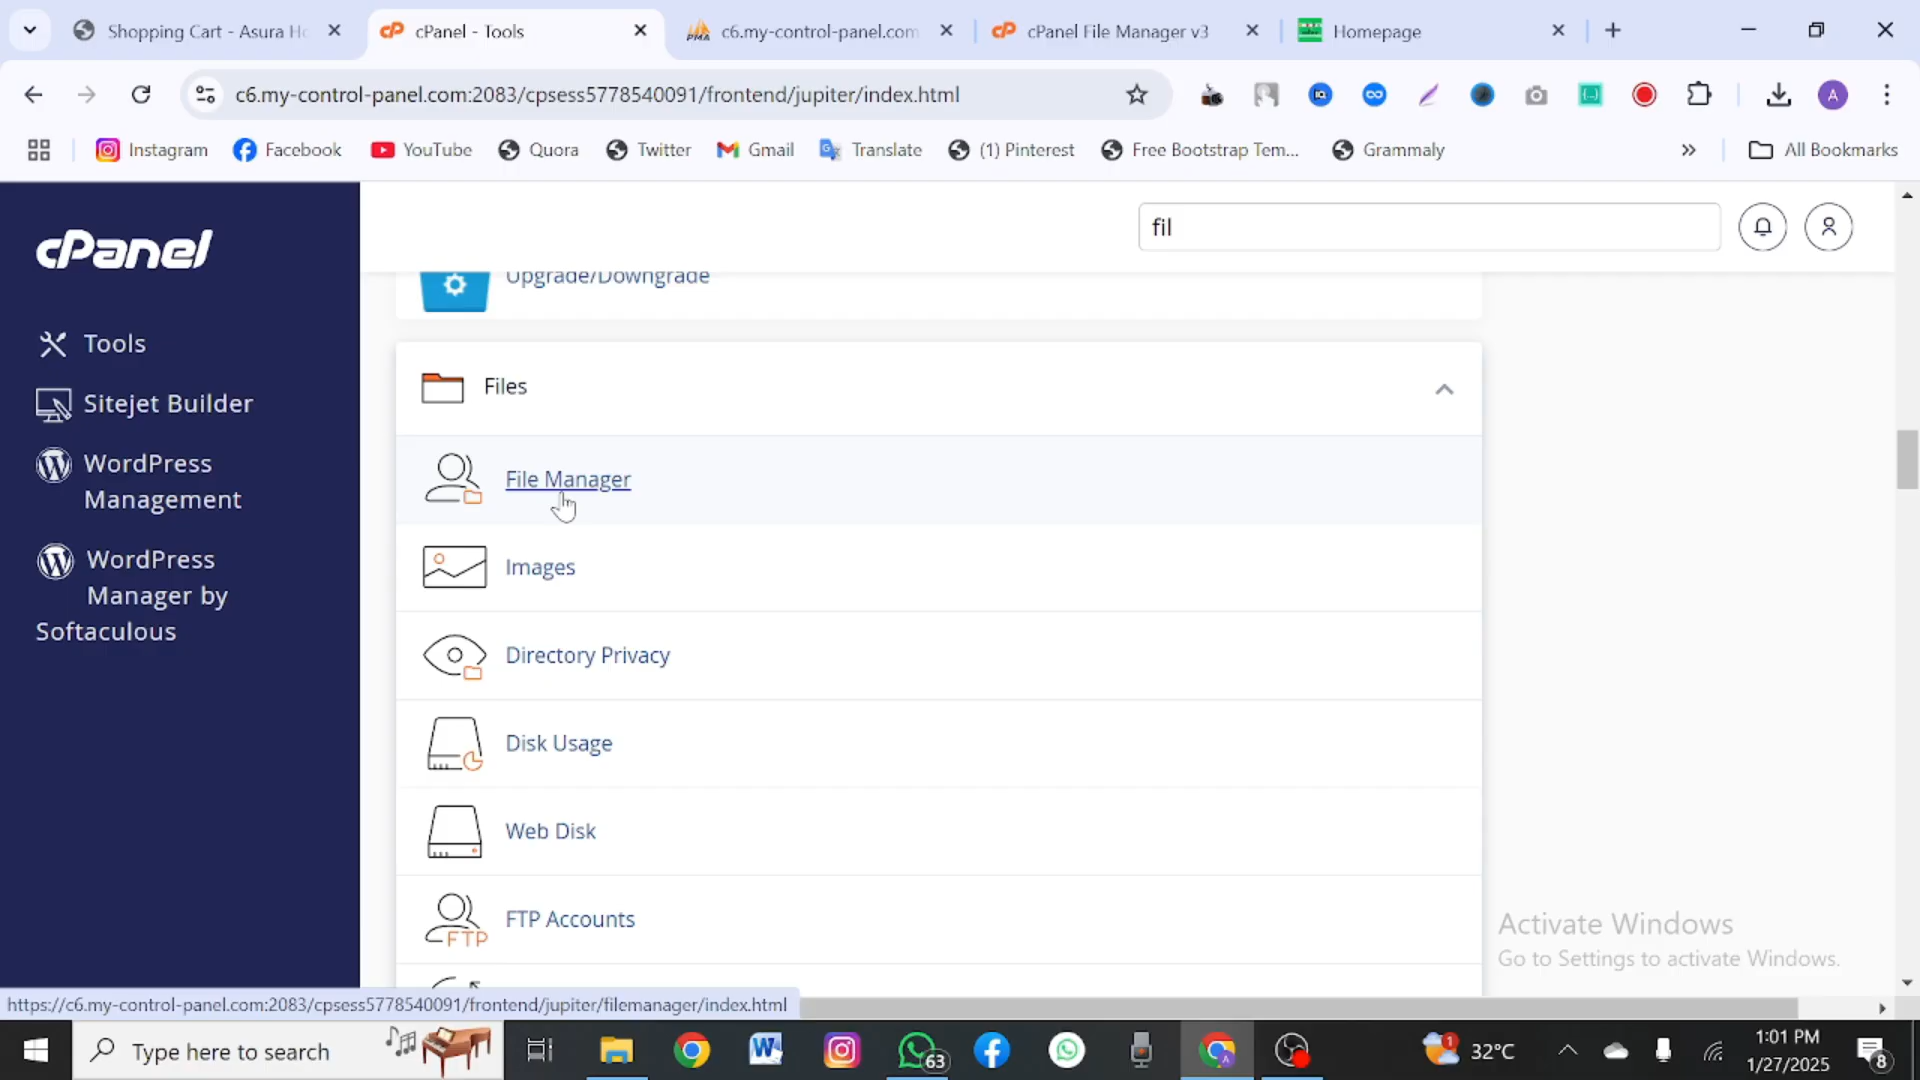 Shopping Cart - Asura Ho
cPanel - Tools
c6.my-control-panel.com
cPanel File Manager v3
Homepage
c6.my-control-panel.com:2083/cpsess5778540091/frontend/jupiter/index.html
A
Instagram
Facebook
YouTube
Quora
Twitter
Gmail
Translate
(1) Pinterest
Free Bootstrap Tem...
Grammaly
»
All Bookmarks
cPanel
fil
Tools
Sitejet Builder
WordPress
Management
WordPress
Manager by
Softaculous
Upgrade/Downgrade
Files
File Manager
Images
Directory Privacy
Disk Usage
Web Disk
FTP
FTP Accounts
Activate Windows
Go to Settings to activate Windows.
https://c6.my-control-panel.com:2083/cpsess5778540091/frontend/jupiter/filemanager/index.html
Type here to search
63
1
32°C
1:01 PM
1/27/2025
8